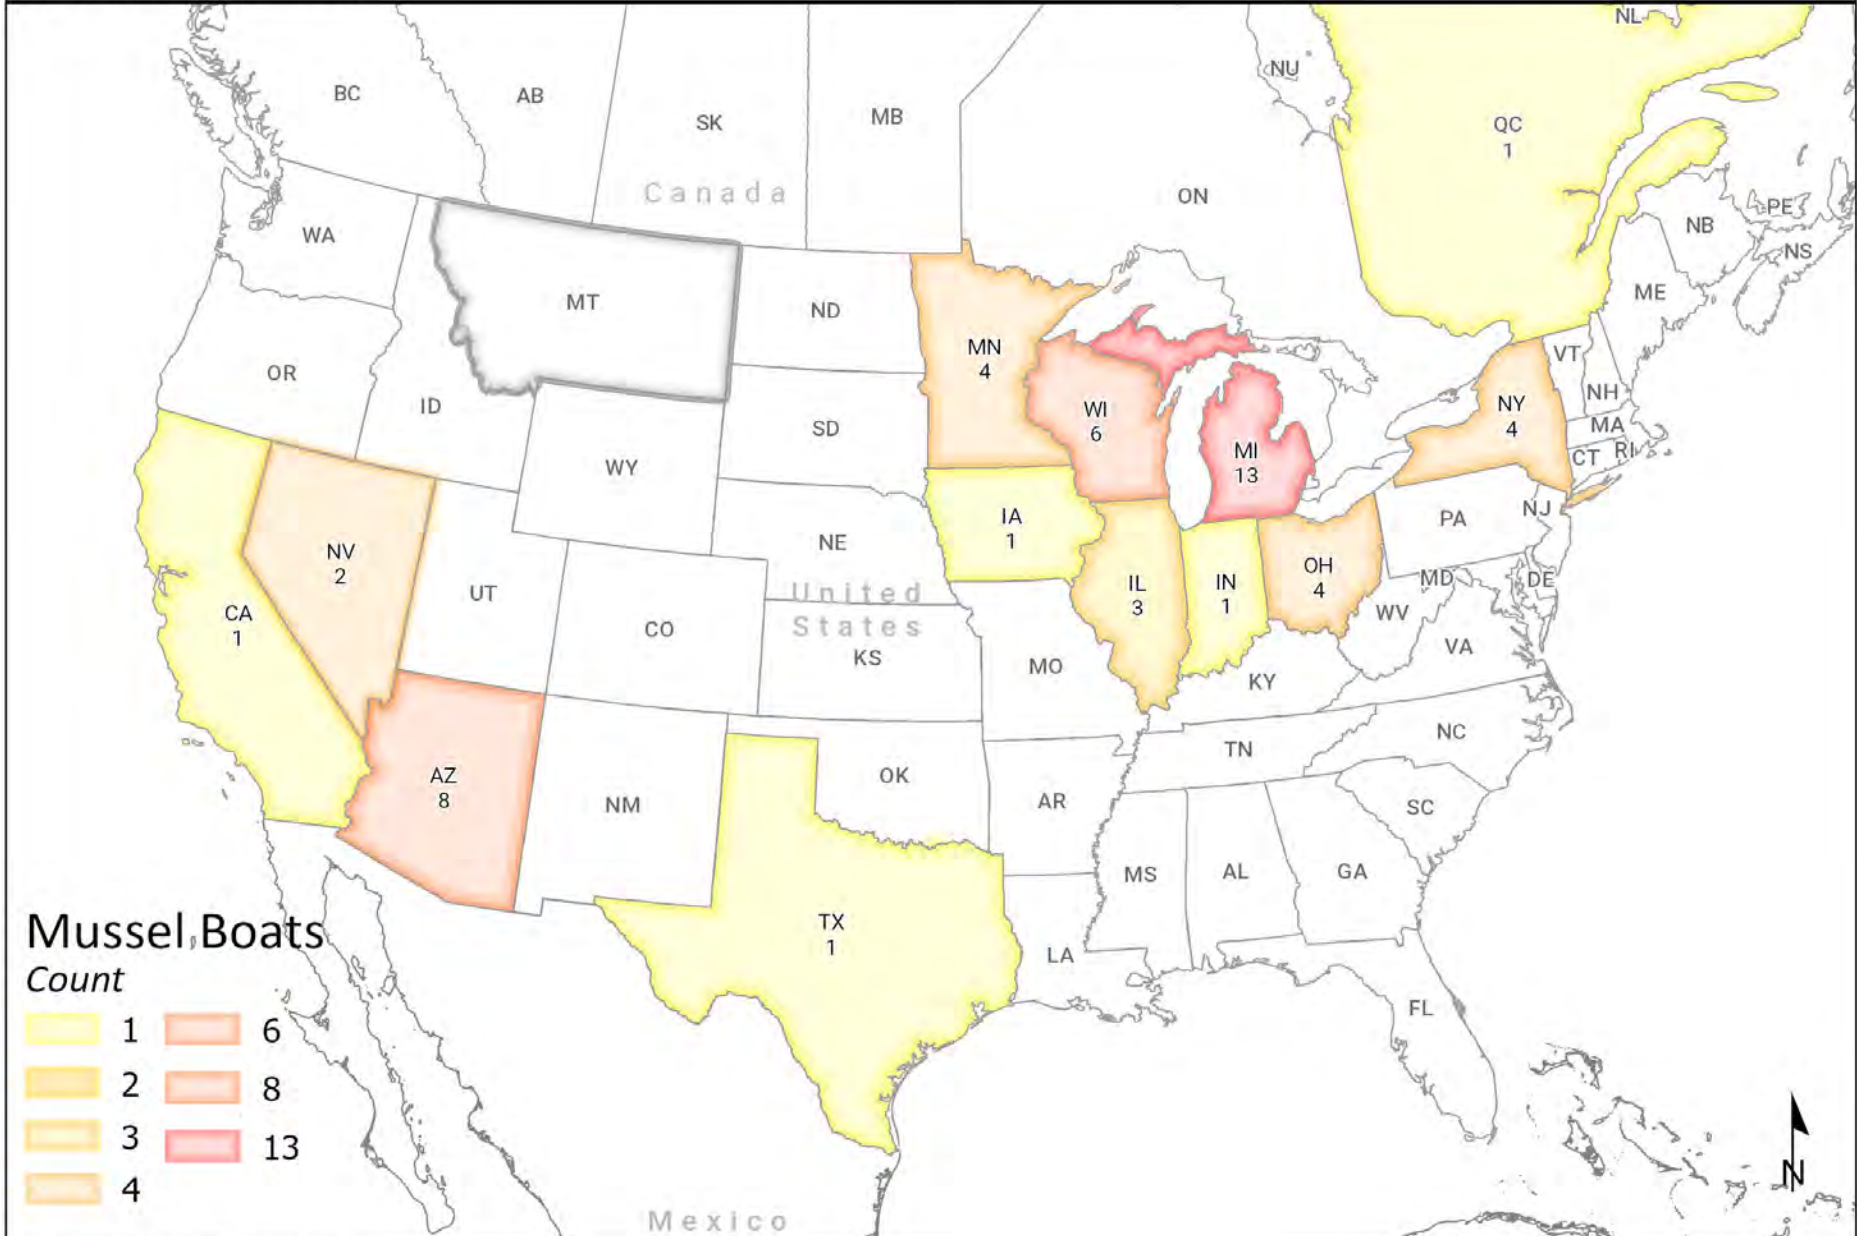 NL
BC
AB
SK
MB
NU
QC
1
ON
Canada
PE
NB
NS
WA
MT
ND
ME
MN
4
VT
OR
ID
NH
NY
4
WI
6
SD
MA
CT
RI
MI
13
WY
IA
1
PA
NJ
NE
NV
2
UT
United
States
IL
3
IN
1
OH
4
MD
DE
WV
CA
1
CO
KS
MO
VA
KY
NC
TN
AZ
8
NM
OK
AR
SC
MS
AL
GA
TX
1
LA
FL
Mussel Boats
Count
1
6
2
8
3
13
4
N
Mexico